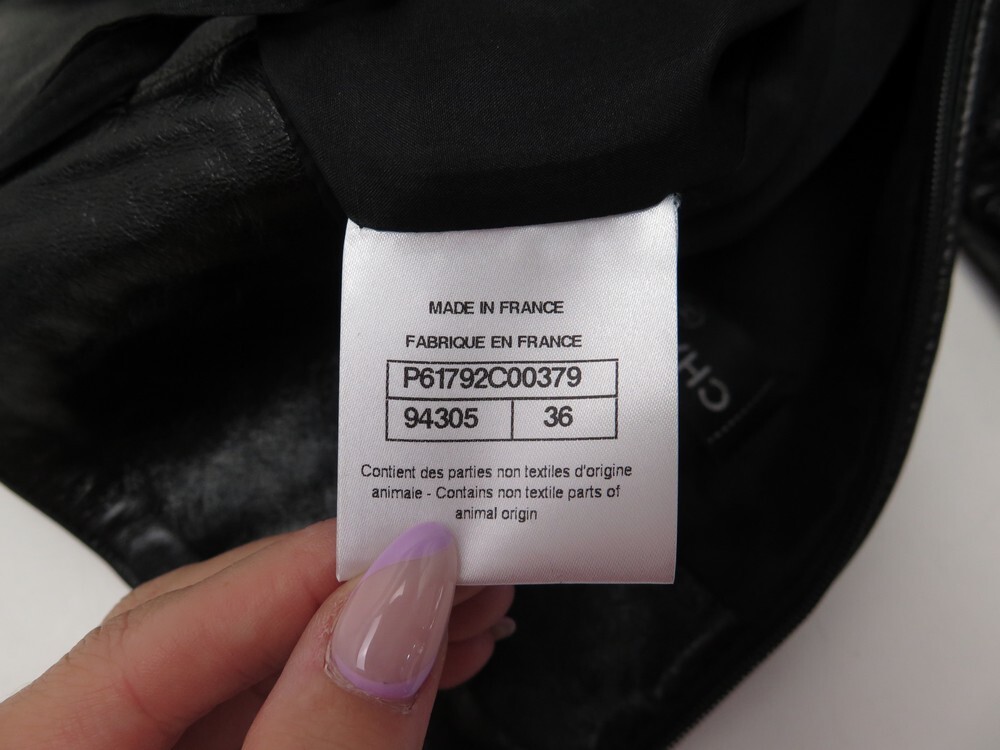 MADE IN FRANCE
FABRIQUE EN FRANCE
P61792C00379
94305 36
Contient des parties non textiles d'origine
animale - Contains non textile parts of
animal origin